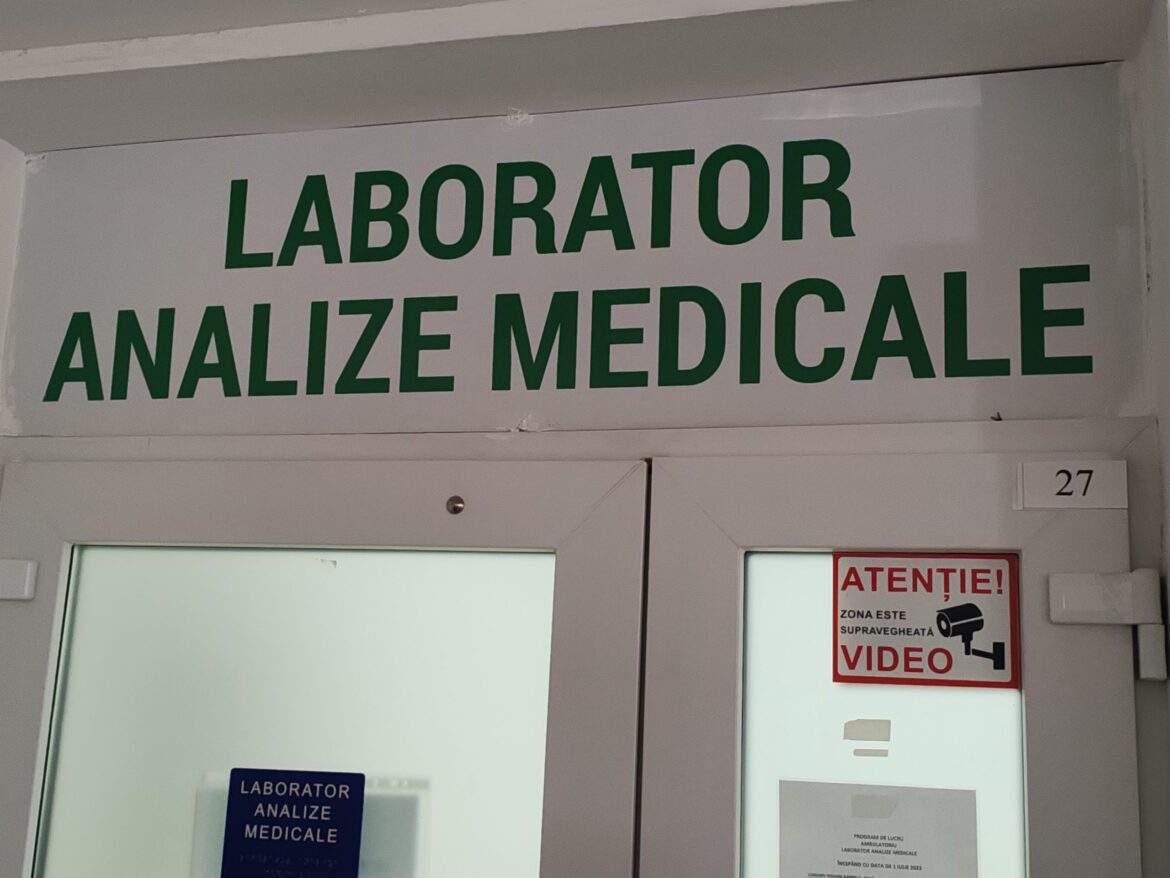 LABORATOR
ANALIZE MEDICALE
27
ATENȚIE!
ZONA ESTE
SUPRAVEGHEATĂ
VIDEO
LABORATOR
ANALIZE
MEDICALE
PROGRAM DE LUCRU
AMBULATORIU
LABORATOR ANALIZE MEDICALE
ÎNCEPÂND CU DATA DE 1 IULIE 2023